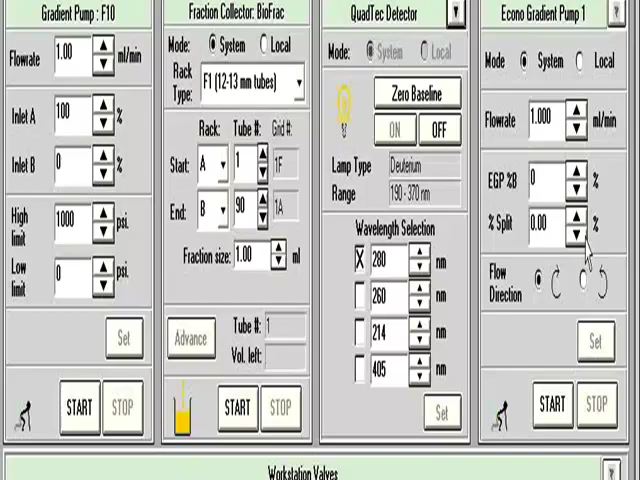 Gradient Pump : F10
Flowrate 1.00 ml/min
Inlet A 100 %
Inlet B 0 %
High limit 1000 psi.
Low limit 0 psi.
Set
START STOP
Fraction Collector: BioFrac
Mode: System Local
Rack Type: F1 (12-13 mm tubes)
Rack: Tube #: Grid #:
Start: A 1 1F
End: B 90 1A
Fraction size: 1.00 ml
Advance Tube #: 1
Vol. left:
START STOP
QuadTec Detector
Mode: System Local
Zero Baseline
ON OFF
Lamp Type Deuterium
Range 190 - 370 nm
Wavelength Selection
X 280 nm
260 nm
214 nm
405 nm
Set
Econo Gradient Pump 1 ?
Mode System Local
Flowrate 1.000 ml/min
EGP %B 0 %
% Split 0.00 %
Flow Direction
Set
START STOP
Workstation Valves ?